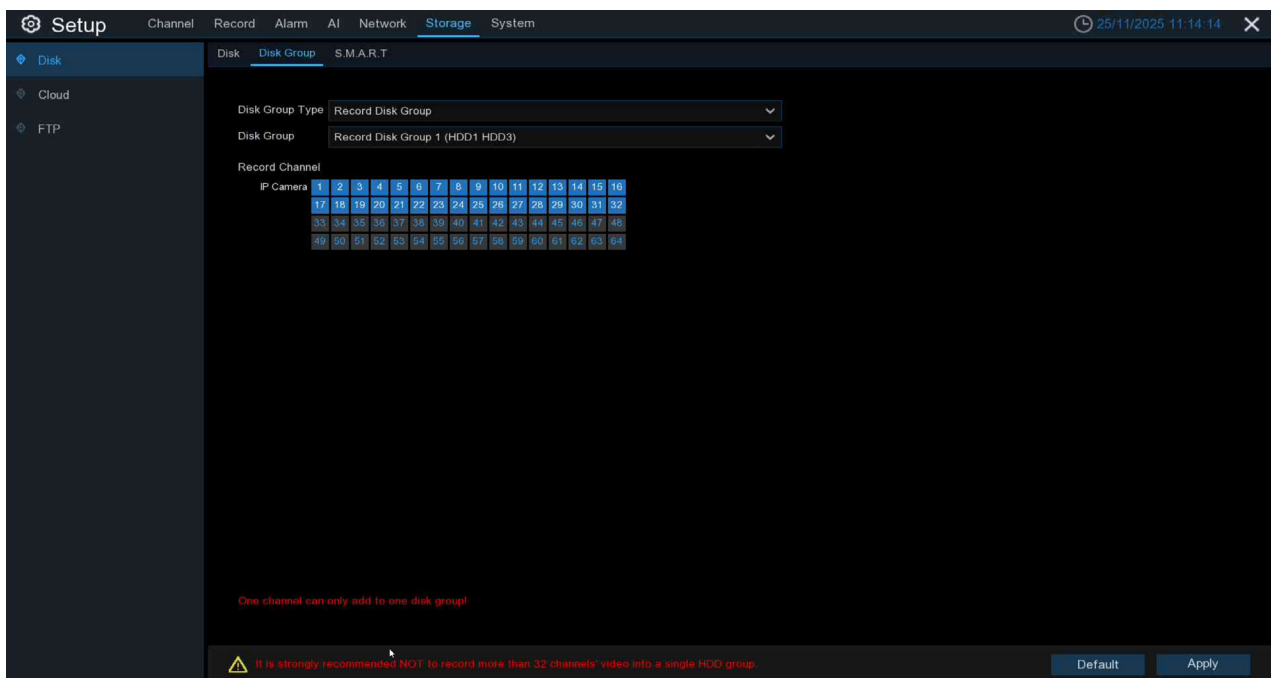 Setup Channel Record Alarm AI Network Storage System 25/11/2025 11:14:14
Disk Disk Group S.M.A.R.T
Disk
Cloud
FTP
Disk Group Type Record Disk Group
Disk Group Record Disk Group 1 (HDD1 HDD3)
Record Channel
IP Camera 1 2 3 4 5 6 7 8 9 10 11 12 13 14 15 16
17 18 19 20 21 22 23 24 25 26 27 28 29 30 31 32
33 34 35 36 37 38 39 40 41 42 43 44 45 46 47 48
49 50 51 52 53 54 55 56 57 58 59 60 61 62 63 64
One channel can only add to one disk group!
It is strongly recommended NOT to record more than 32 channels' video into a single HDD group.
Default Apply